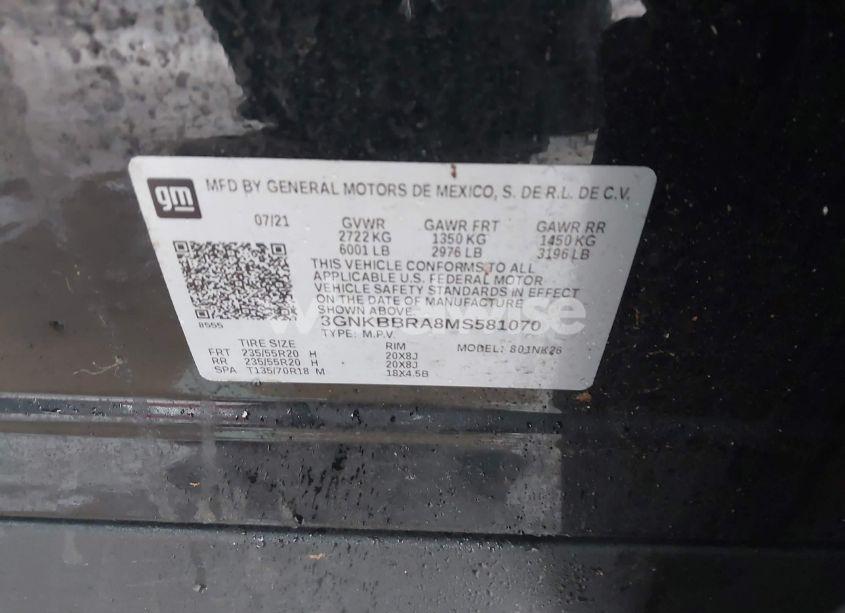 gm MFD BY GENERAL MOTORS DE MEXICO, S. DE R.L. DE C.V.
07/21 GVWR GAWR FRT GAWR RR
2722 KG 1350 KG 1450 KG
6001 LB 2976 LB 3196 LB
THIS VEHICLE CONFORMS TO ALL
APPLICABLE U.S. FEDERAL MOTOR
VEHICLE SAFETY STANDARDS IN EFFECT
ON THE DATE OF MANUFACTURE
SHOWN ABOVE.
8555 3GNKBBRA8MS581070
TYPE: M.P.V. MODEL: 801NK26
TIRE SIZE RIM
FRT 235/55R20 H 20X8J
RR 235/55R20 H 20X8J
SPA T135/70R18 M 18X4.5B